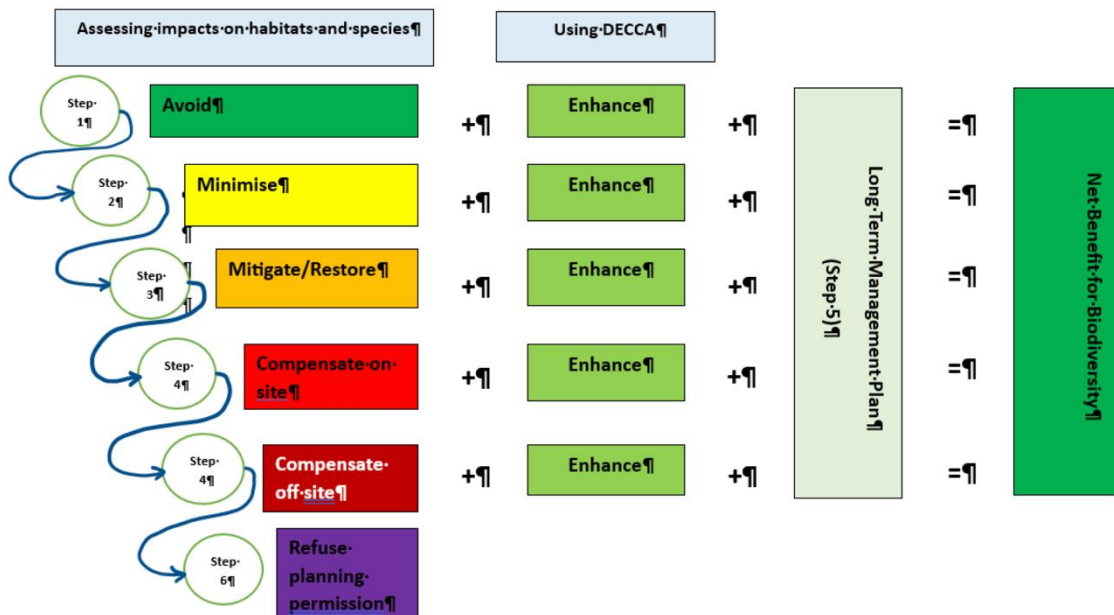 Assessing·impacts·on·habitats·and·species¶
Using·DECCA¶
Step·
1¶
Avoid¶
+¶
Enhance¶
+¶
=¶
Step·
2¶
¶
Minimise¶
+¶
Enhance¶
+¶
=¶
¶
¶
Step·
3¶
¶
Mitigate/Restore¶
+¶
Enhance¶
+¶
=¶
Step·
4¶
Compensate·on·
site¶
+¶
Enhance¶
+¶
=¶
Step·
4¶
Compensate·
off·site¶
+¶
Enhance¶
+¶
=¶
Step·
6¶
Refuse·
planning·
permission¶
Long·Term·Management·Plan¶
(Step·5)¶
Net·Benefit·for·Biodiversity¶